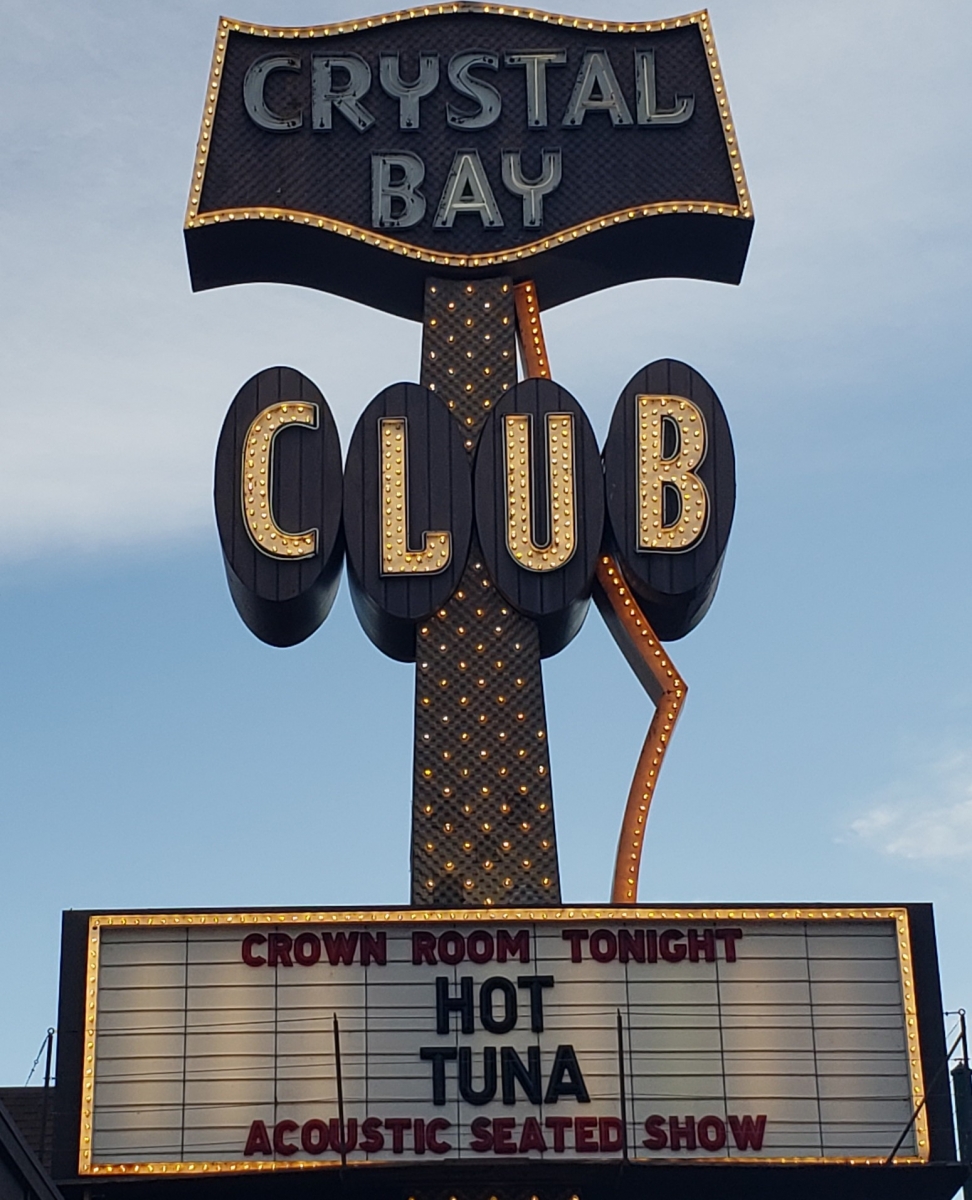 CRYSTAL
BAY
CLUB
CROWN ROOM TONIGHT
HOT
TUNA
ACOUSTIC SEATED SHOW